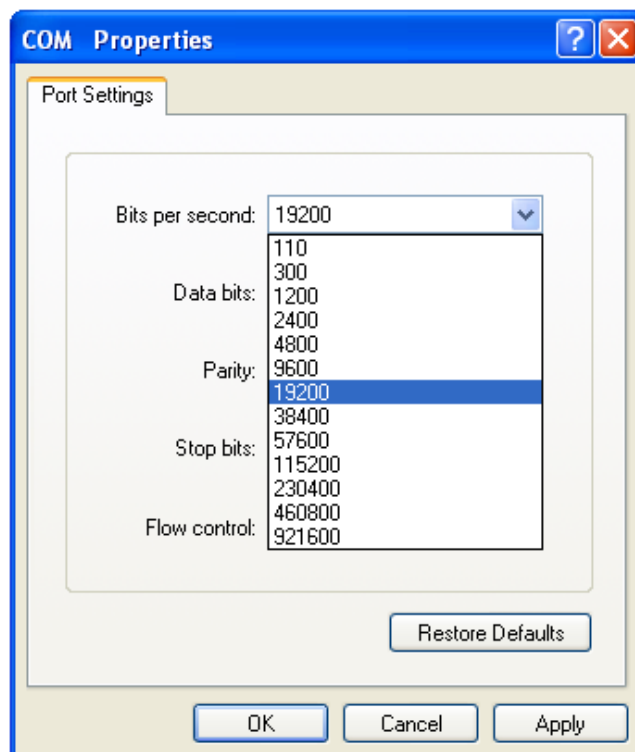 COM Properties
Port Settings
Bits per second: 19200
110
300
Data bits: 1200
2400
4800
Parity: 9600
19200
38400
Stop bits: 57600
115200
230400
460800
Flow control: 921600
Restore Defaults
OK Cancel Apply